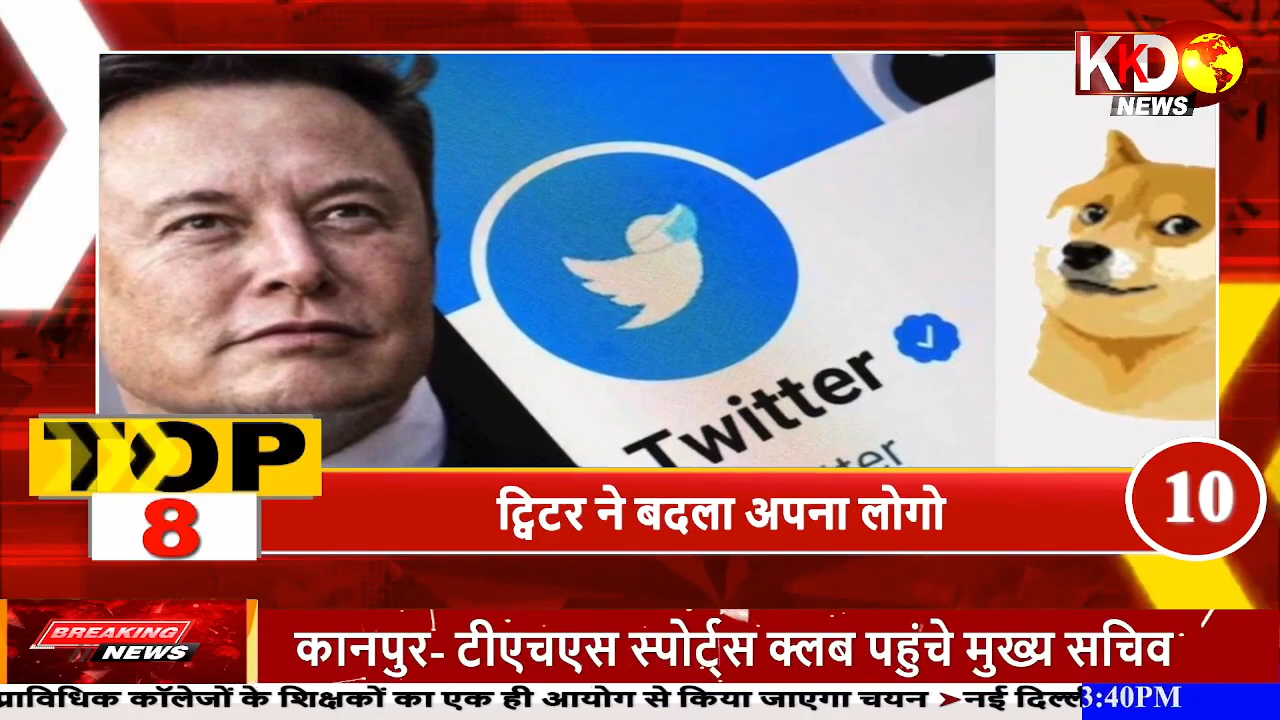 KKD
NEWS
Twitter
TOP
8
ट्विटर ने बदला अपना लोगो
10
BREAKING
NEWS
कानपुर- टीएचएस स्पोर्ट्स क्लब पहुंचे मुख्य सचिव
प्राविधिक कॉलेजों के शिक्षकों का एक ही आयोग से किया जाएगा चयन ➤नई दिल्ल
3:40PM